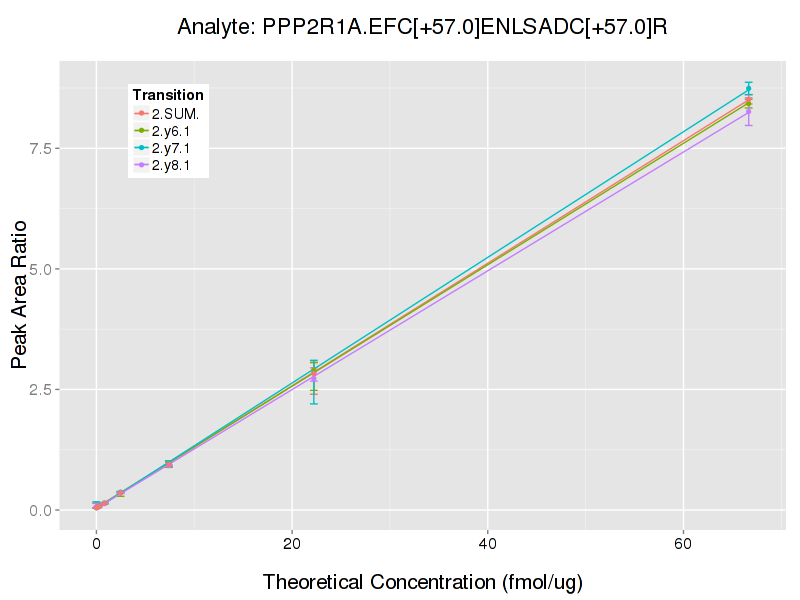 Analyte: PPP2R1A.EFC[+57.0]ENLSADC[+57.0]R
Transition
2.SUM.
2.y6.1
2.y7.1
2.y8.1
7.5
5.0
2.5
0.0
Peak Area Ratio
0
20
40
60
Theoretical Concentration (fmol/ug)